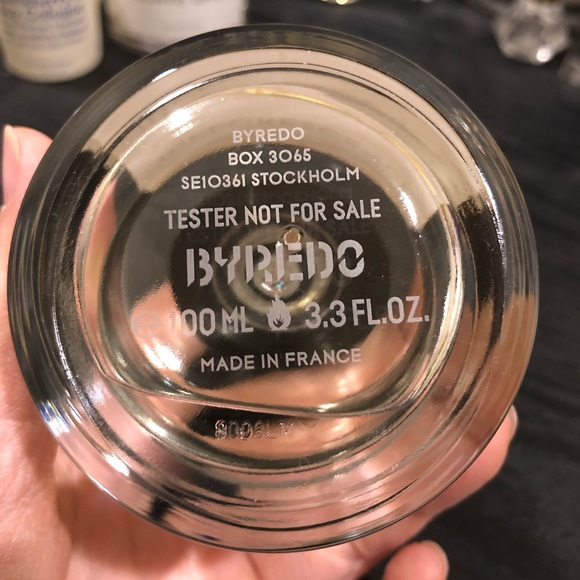 BYREDO
BOX 3065
SE10361 STOCKHOLM
TESTER NOT FOR SALE
BYREDO
100 ML 3.3 FL.OZ.
MADE IN FRANCE